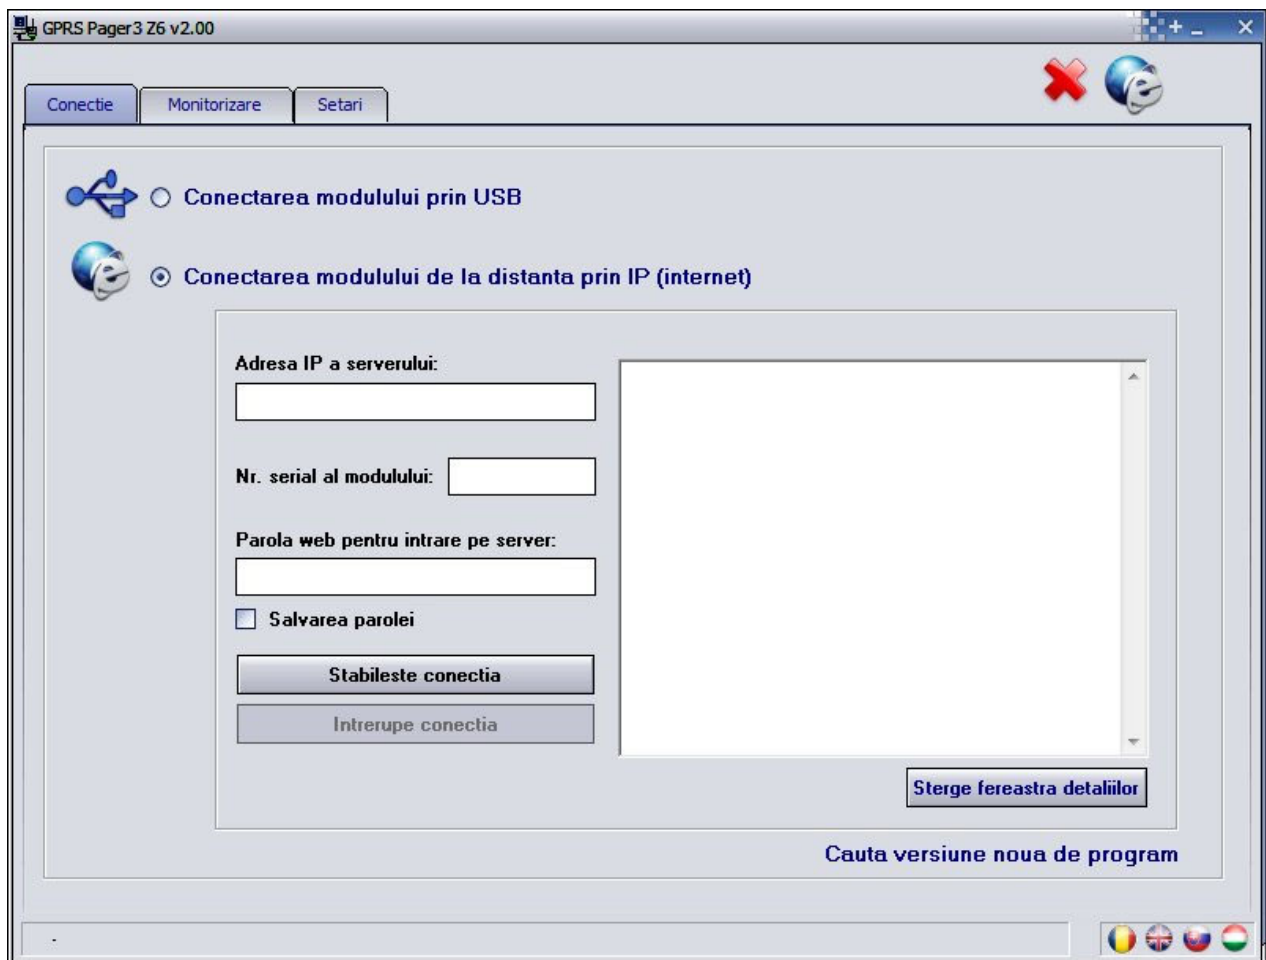 GPRS Pager3 Z6 v2.00
Conectie
Monitorizare
Setari
Conectarea modulului prin USB
Conectarea modulului de la distanta prin IP (internet)
Adresa IP a serverului:
Nr. serial al modulului:
Parola web pentru intrare pe server:
Salvarea parolei
Stabileste conectia
Intrerupe conectia
Sterge fereastra detaliilor
Cauta versiune noua de program
-